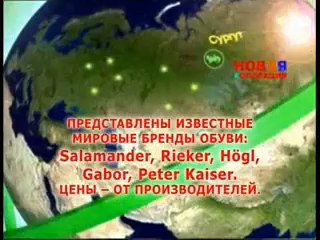 Сургут
НОВАЯ
КОЛЛЕКЦИЯ
ПРЕДСТАВЛЕНЫ ИЗВЕСТНЫЕ
МИРОВЫЕ БРЕНДЫ ОБУВИ:
Salamander, Rieker, Högl,
Gabor, Peter Kaiser.
ЦЕНЫ – ОТ ПРОИЗВОДИТЕЛЕЙ.